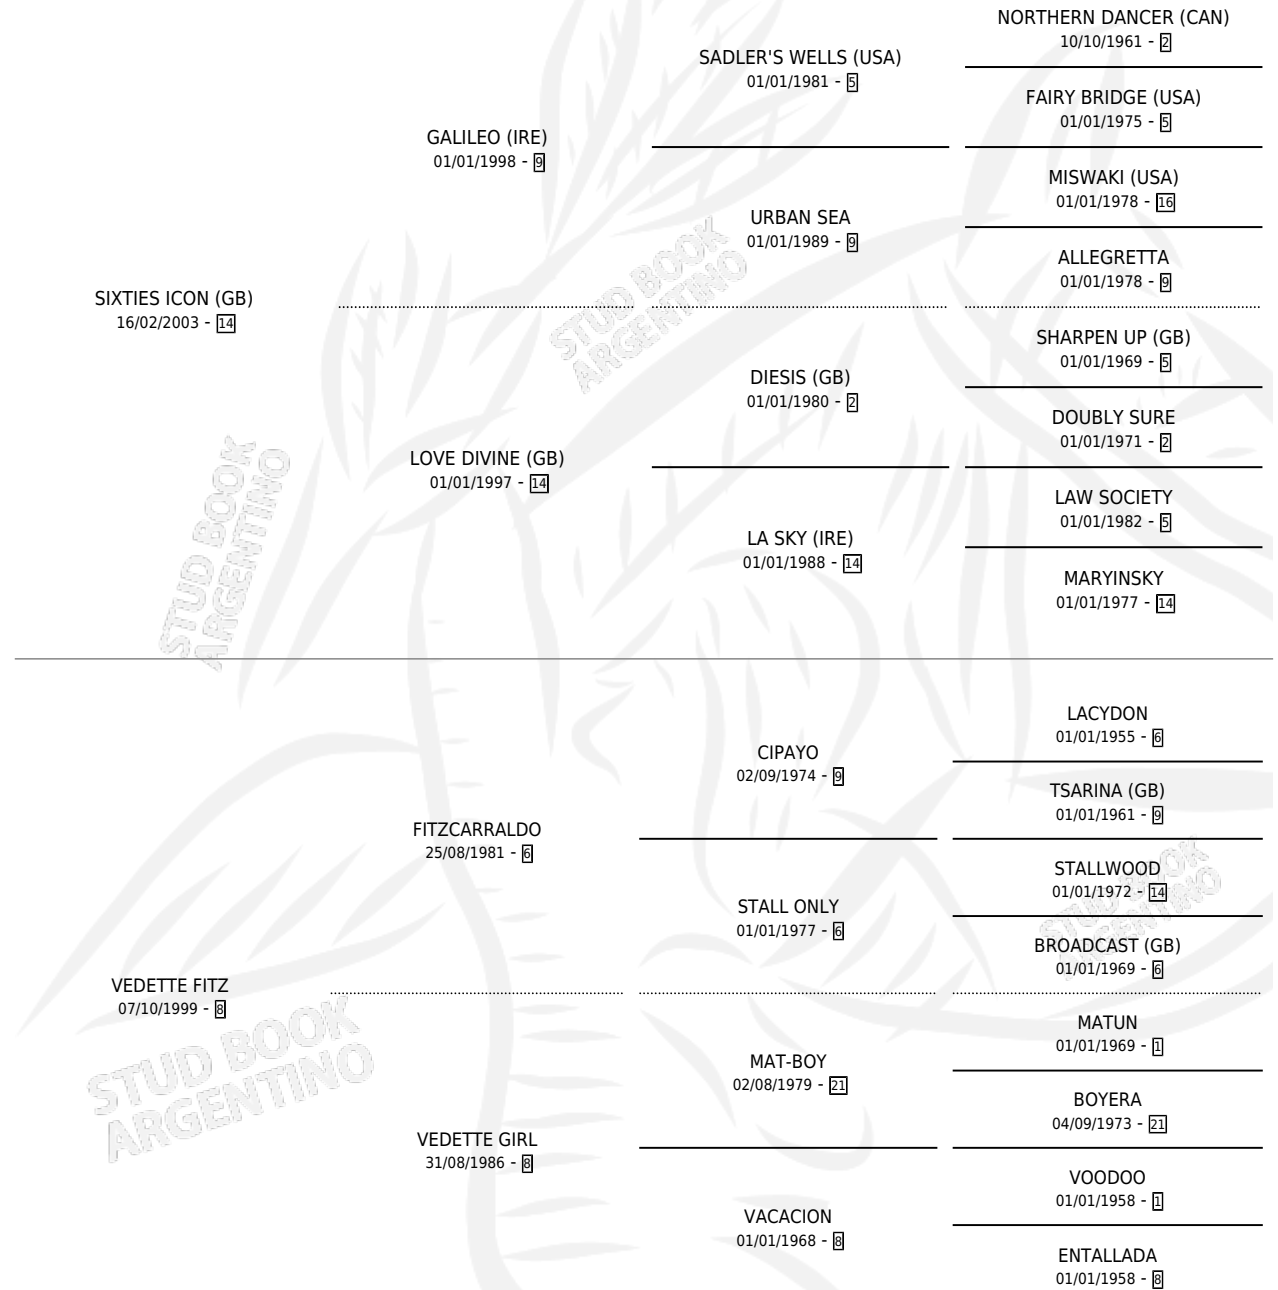 NORTHERN DANCER (CAN)
10/10/1961 - 2
SADLER'S WELLS (USA)
01/01/1981 - 5
FAIRY BRIDGE (USA)
01/01/1975 - 5
GALILEO (IRE)
01/01/1998 - 9
MISWAKI (USA)
01/01/1978 - 16
URBAN SEA
01/01/1989 - 9
ALLEGRETTA
01/01/1978 - 9
SIXTIES ICON (GB)
16/02/2003 - 14
STUD BOOK
ARGENTINO
SHARPEN UP (GB)
01/01/1969 - 5
DIESIS (GB)
01/01/1980 - 2
DOUBLY SURE
01/01/1971 - 2
LOVE DIVINE (GB)
01/01/1997 - 14
LAW SOCIETY
01/01/1982 - 5
LA SKY (IRE)
01/01/1988 - 14
MARYINSKY
01/01/1977 - 14
STUD BOOK
ARGENTINO
LACYDON
01/01/1955 - 6
CIPAYO
02/09/1974 - 9
TSARINA (GB)
01/01/1961 - 9
FITZCARRALDO
25/08/1981 - 6
STALLWOOD
01/01/1972 - 14
STALL ONLY
01/01/1977 - 6
STUD BOOK
ARGENTINO
BROADCAST (GB)
01/01/1969 - 6
VEDETTE FITZ
07/10/1999 - 8
STUD BOOK
ARGENTINO
MATUN
01/01/1969 - 1
MAT-BOY
02/08/1979 - 21
BOYERA
04/09/1973 - 21
VEDETTE GIRL
31/08/1986 - 8
VOODOO
01/01/1958 - 1
VACACION
01/01/1968 - 8
ENTALLADA
01/01/1958 - 8